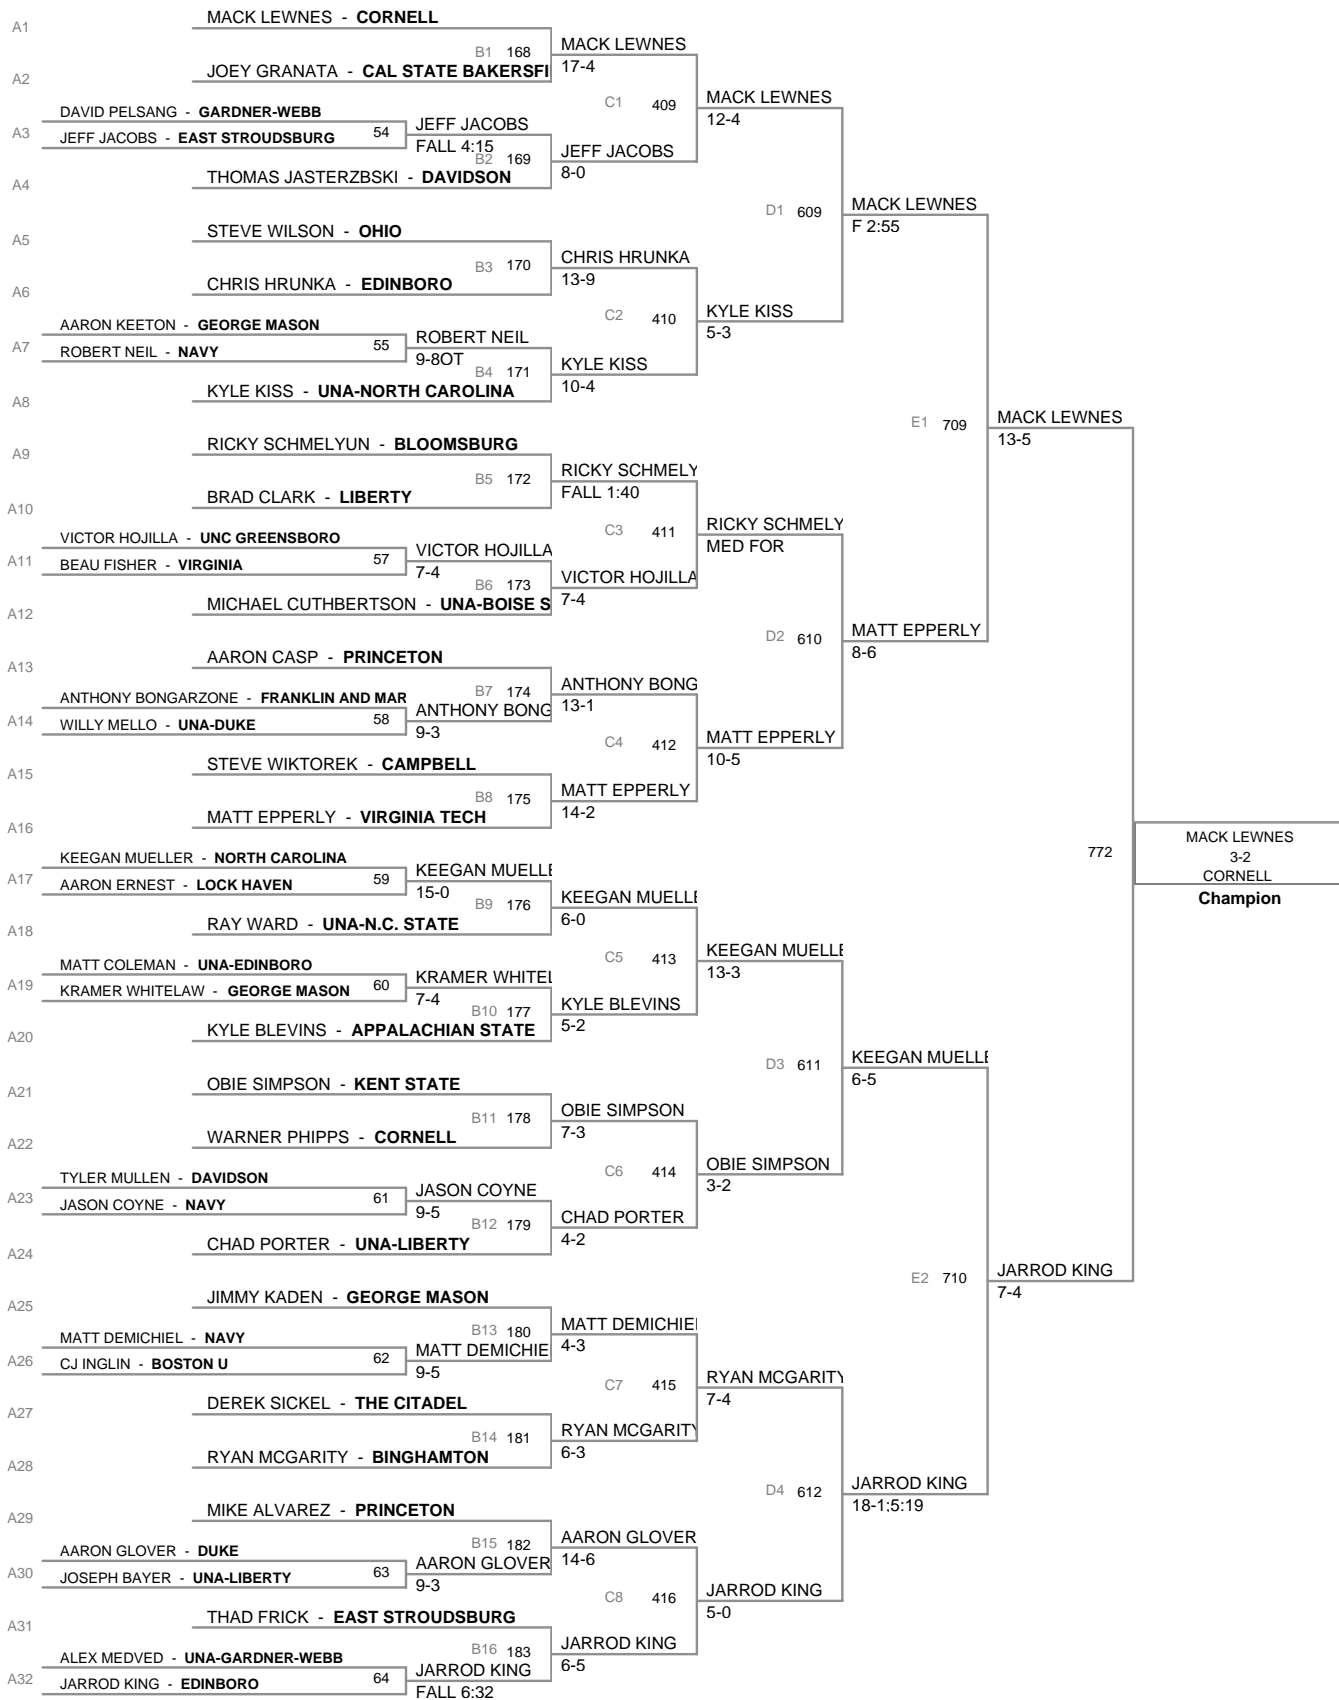 A1
MACK LEWNES - CORNELL
B1 168
MACK LEWNES
17-4
A2
JOEY GRANATA - CAL STATE BAKERSFI
C1 409
MACK LEWNES
12-4
DAVID PELSANG - GARDNER-WEBB
A3
54
JEFF JACOBS
FALL 4:15
JEFF JACOBS - EAST STROUDSBURG
B2 169
JEFF JACOBS
8-0
A4
THOMAS JASTERZBSKI - DAVIDSON
D1 609
MACK LEWNES
F 2:55
A5
STEVE WILSON - OHIO
B3 170
CHRIS HRUNKA
13-9
A6
CHRIS HRUNKA - EDINBORO
C2 410
KYLE KISS
5-3
AARON KEETON - GEORGE MASON
A7
55
ROBERT NEIL
9-8OT
ROBERT NEIL - NAVY
B4 171
KYLE KISS
10-4
A8
KYLE KISS - UNA-NORTH CAROLINA
E1 709
MACK LEWNES
13-5
A9
RICKY SCHMELYUN - BLOOMSBURG
B5 172
RICKY SCHMELY
FALL 1:40
A10
BRAD CLARK - LIBERTY
C3 411
RICKY SCHMELY
MED FOR
VICTOR HOJILLA - UNC GREENSBORO
A11
57
VICTOR HOJILLA
7-4
BEAU FISHER - VIRGINIA
B6 173
VICTOR HOJILLA
7-4
A12
MICHAEL CUTHBERTSON - UNA-BOISE S
D2 610
MATT EPPERLY
8-6
A13
AARON CASP - PRINCETON
B7 174
ANTHONY BONG
13-1
ANTHONY BONGARZONE - FRANKLIN AND MAR
A14
58
ANTHONY BONG
9-3
WILLY MELLO - UNA-DUKE
C4 412
MATT EPPERLY
10-5
A15
STEVE WIKTOREK - CAMPBELL
B8 175
MATT EPPERLY
14-2
A16
MATT EPPERLY - VIRGINIA TECH
772
MACK LEWNES
3-2
CORNELL
Champion
KEEGAN MUELLER - NORTH CAROLINA
A17
59
KEEGAN MUELLE
15-0
AARON ERNEST - LOCK HAVEN
B9 176
KEEGAN MUELLE
6-0
A18
RAY WARD - UNA-N.C. STATE
C5 413
KEEGAN MUELLE
13-3
MATT COLEMAN - UNA-EDINBORO
A19
60
KRAMER WHITEL
7-4
KRAMER WHITELAW - GEORGE MASON
B10 177
KYLE BLEVINS
5-2
A20
KYLE BLEVINS - APPALACHIAN STATE
D3 611
KEEGAN MUELLE
6-5
A21
OBIE SIMPSON - KENT STATE
B11 178
OBIE SIMPSON
7-3
A22
WARNER PHIPPS - CORNELL
C6 414
OBIE SIMPSON
3-2
TYLER MULLEN - DAVIDSON
A23
61
JASON COYNE
9-5
JASON COYNE - NAVY
B12 179
CHAD PORTER
4-2
A24
CHAD PORTER - UNA-LIBERTY
E2 710
JARROD KING
7-4
A25
JIMMY KADEN - GEORGE MASON
B13 180
MATT DEMICHIEL
4-3
MATT DEMICHIEL - NAVY
A26
62
MATT DEMICHIE
9-5
CJ INGLIN - BOSTON U
C7 415
RYAN MCGARITY
7-4
A27
DEREK SICKEL - THE CITADEL
B14 181
RYAN MCGARITY
6-3
A28
RYAN MCGARITY - BINGHAMTON
D4 612
JARROD KING
18-1;5:19
A29
MIKE ALVAREZ - PRINCETON
B15 182
AARON GLOVER
14-6
AARON GLOVER - DUKE
A30
63
AARON GLOVER
9-3
JOSEPH BAYER - UNA-LIBERTY
C8 416
JARROD KING
5-0
A31
THAD FRICK - EAST STROUDSBURG
B16 183
JARROD KING
6-5
ALEX MEDVED - UNA-GARDNER-WEBB
A32
64
JARROD KING
FALL 6:32
JARROD KING - EDINBORO